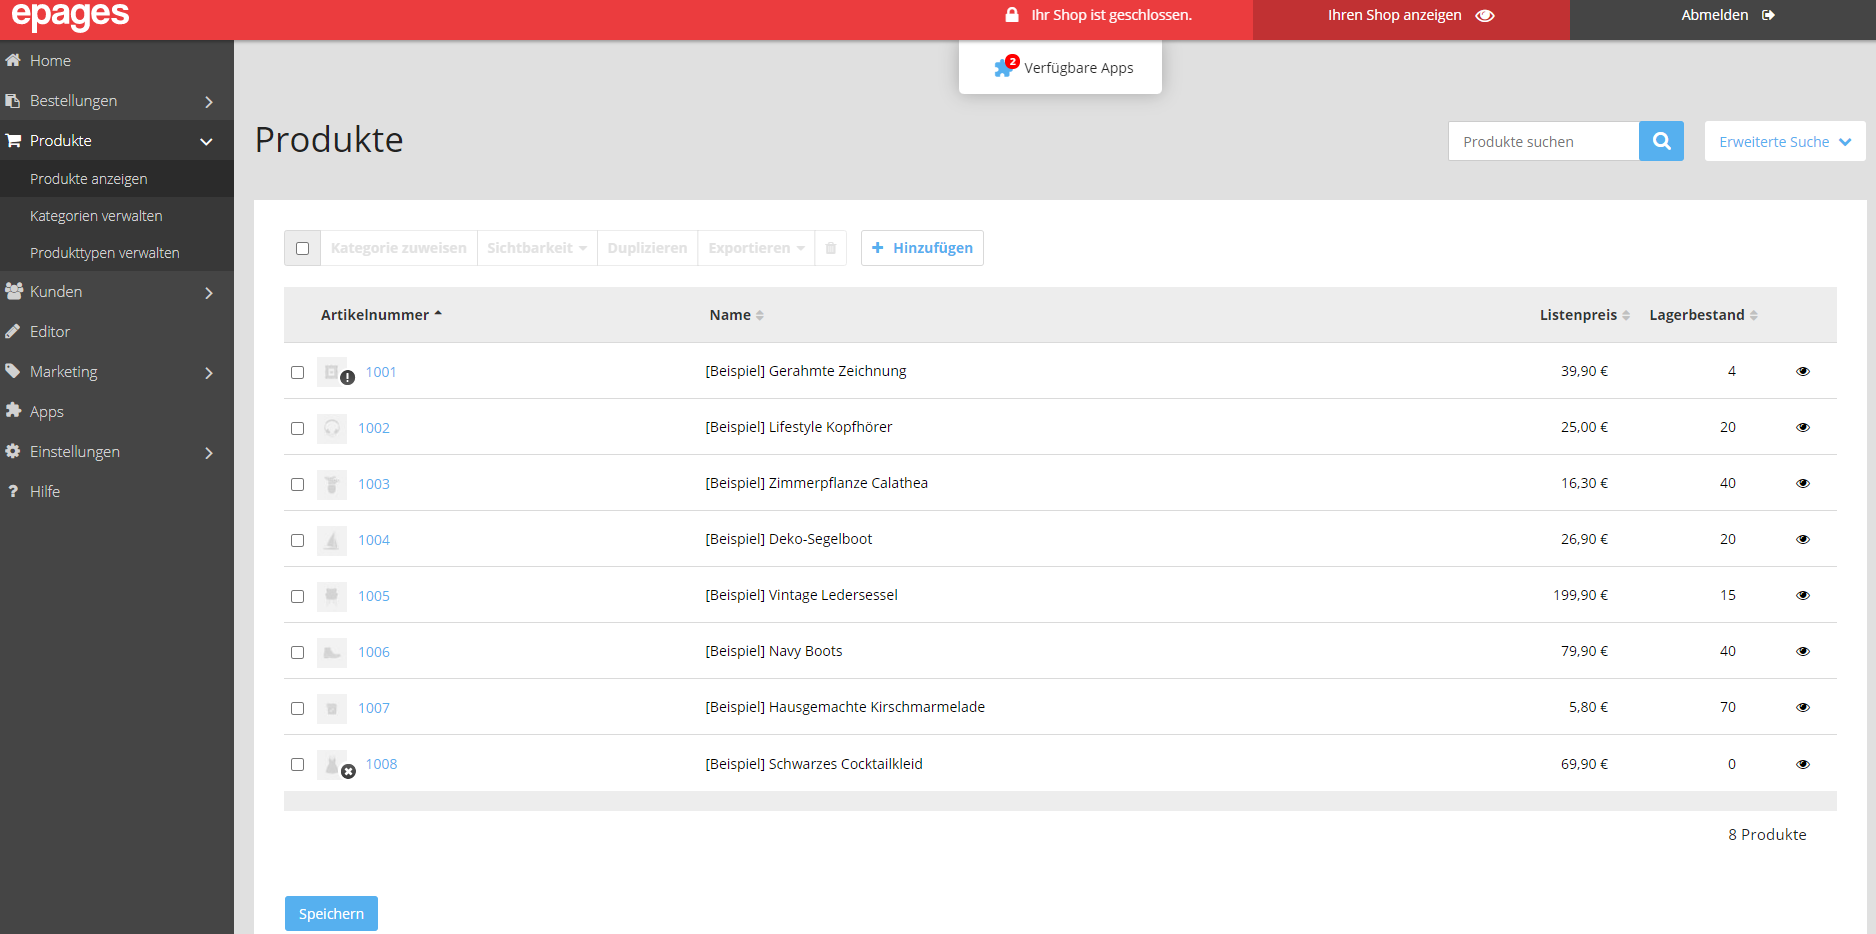 epages
Ihr Shop ist geschlossen.
Ihren Shop anzeigen
Abmelden
2
Verfügbare Apps
Home
Bestellungen
Produkte
Produkte anzeigen
Kategorien verwalten
Produkttypen verwalten
Kunden
Editor
Marketing
Apps
Einstellungen
? Hilfe
Produkte
Produkte suchen
Erweiterte Suche
Kategorie zuweisen Sichtbarkeit Duplizieren Exportieren + Hinzufügen
Artikelnummer Name Listenpreis Lagerbestand
1001 [Beispiel] Gerahmte Zeichnung 39,90 € 4
1002 [Beispiel] Lifestyle Kopfhörer 25,00 € 20
1003 [Beispiel] Zimmerpflanze Calathea 16,30 € 40
1004 [Beispiel] Deko-Segelboot 26,90 € 20
1005 [Beispiel] Vintage Ledersessel 199,90 € 15
1006 [Beispiel] Navy Boots 79,90 € 40
1007 [Beispiel] Hausgemachte Kirschmarmelade 5,80 € 70
1008 [Beispiel] Schwarzes Cocktailkleid 69,90 € 0
8 Produkte
Speichern